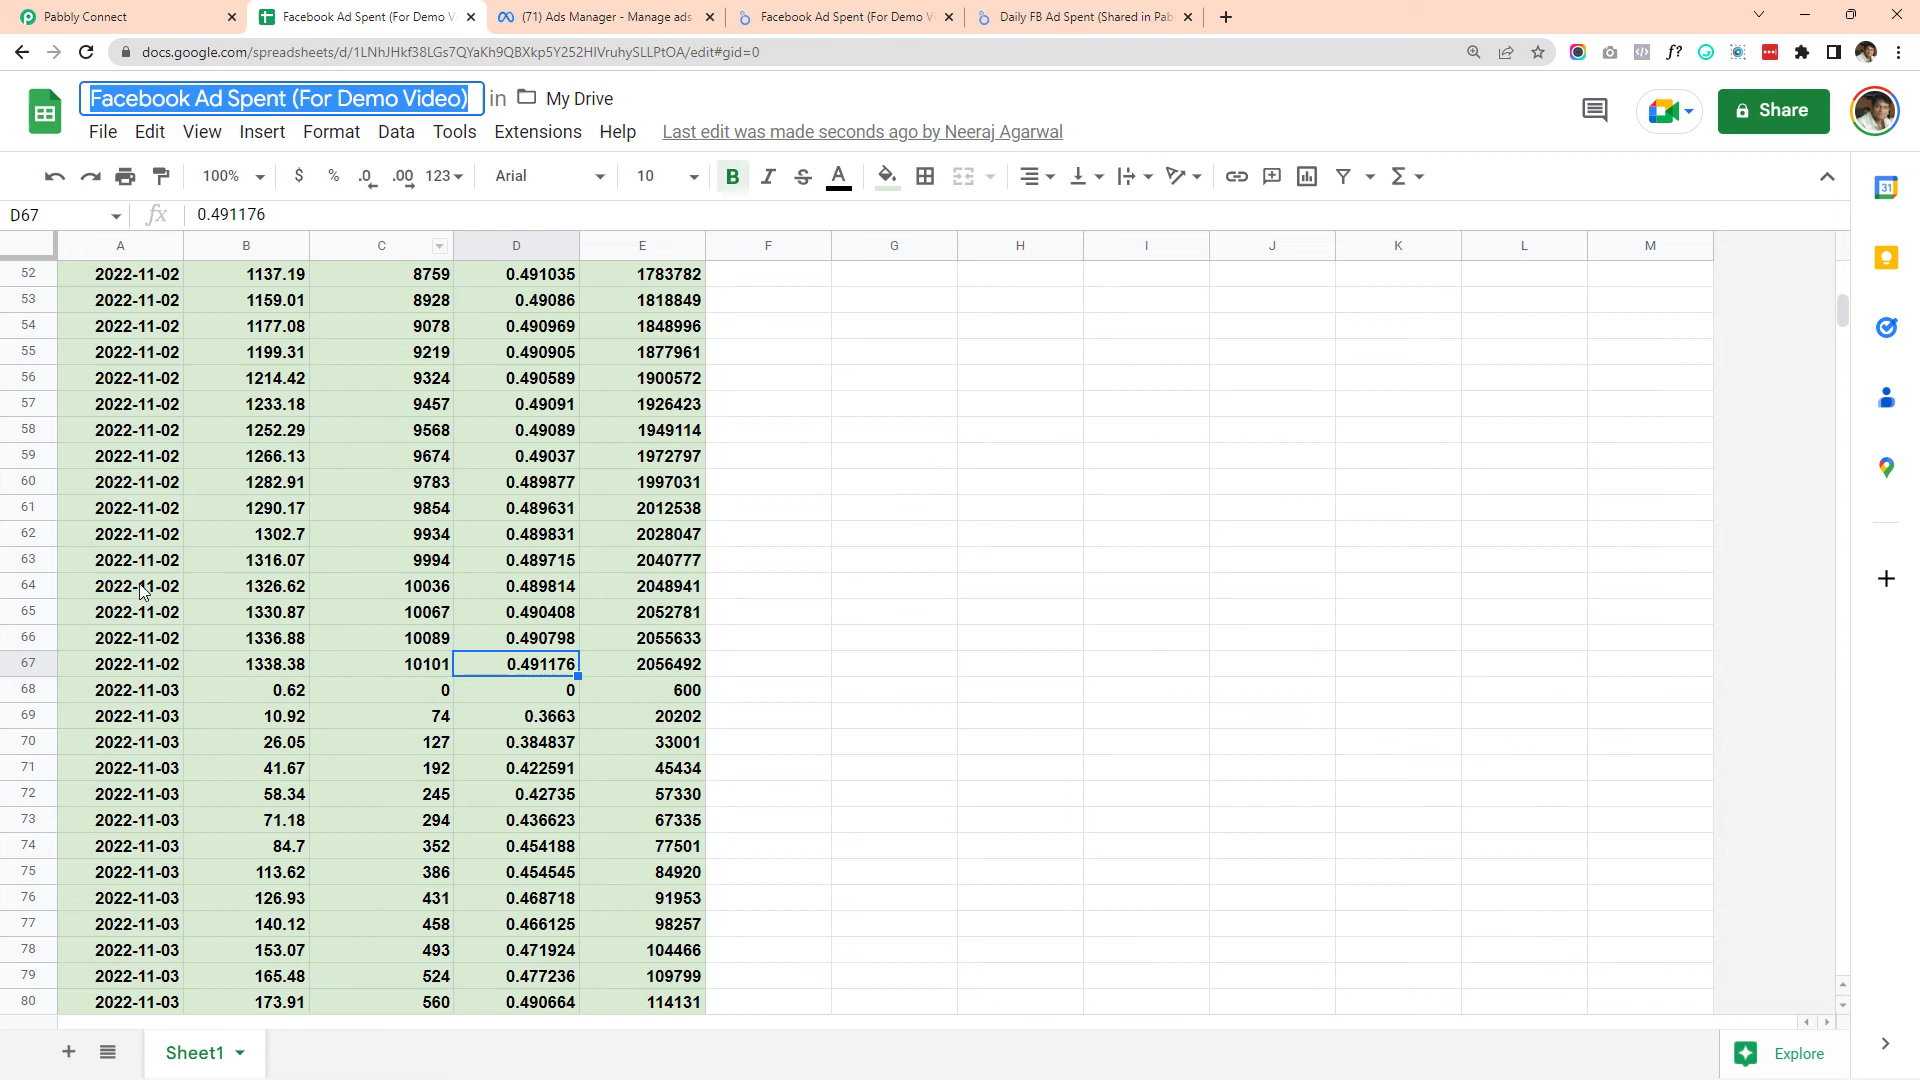 Pabbly Connect
Facebook Ad Spent (For Demo V
(71) Ads Manager - Manage ads
Facebook Ad Spent (For Demo V
Daily FB Ad Spent (Shared in Pab
docs.google.com/spreadsheets/d/1LNhJHkf38LGs7QYaKh9QBXkp5Y252HIVruhySLLPtOA/edit#gid=0
Facebook Ad Spent (For Demo Video)
in My Drive
File Edit View Insert Format Data Tools Extensions Help Last edit was made seconds ago by Neeraj Agarwal
Share
100% $ % .0 .00 123 Arial 10 B I S A
31
D67 fx 0.491176
A B C D E F G H I J K L M
52 2022-11-02 1137.19 8759 0.491035 1783782
53 2022-11-02 1159.01 8928 0.49086 1818849
54 2022-11-02 1177.08 9078 0.490969 1848996
55 2022-11-02 1199.31 9219 0.490905 1877961
56 2022-11-02 1214.42 9324 0.490589 1900572
57 2022-11-02 1233.18 9457 0.49091 1926423
58 2022-11-02 1252.29 9568 0.49089 1949114
59 2022-11-02 1266.13 9674 0.49037 1972797
60 2022-11-02 1282.91 9783 0.489877 1997031
61 2022-11-02 1290.17 9854 0.489631 2012538
62 2022-11-02 1302.7 9934 0.489831 2028047
63 2022-11-02 1316.07 9994 0.489715 2040777
64 2022-11-02 1326.62 10036 0.489814 2048941
65 2022-11-02 1330.87 10067 0.490408 2052781
66 2022-11-02 1336.88 10089 0.490798 2055633
67 2022-11-02 1338.38 10101 0.491176 2056492
68 2022-11-03 0.62 0 0 600
69 2022-11-03 10.92 74 0.3663 20202
70 2022-11-03 26.05 127 0.384837 33001
71 2022-11-03 41.67 192 0.422591 45434
72 2022-11-03 58.34 245 0.42735 57330
73 2022-11-03 71.18 294 0.436623 67335
74 2022-11-03 84.7 352 0.454188 77501
75 2022-11-03 113.62 386 0.454545 84920
76 2022-11-03 126.93 431 0.468718 91953
77 2022-11-03 140.12 458 0.466125 98257
78 2022-11-03 153.07 493 0.471924 104466
79 2022-11-03 165.48 524 0.477236 109799
80 2022-11-03 173.91 560 0.490664 114131
Sheet1
Explore